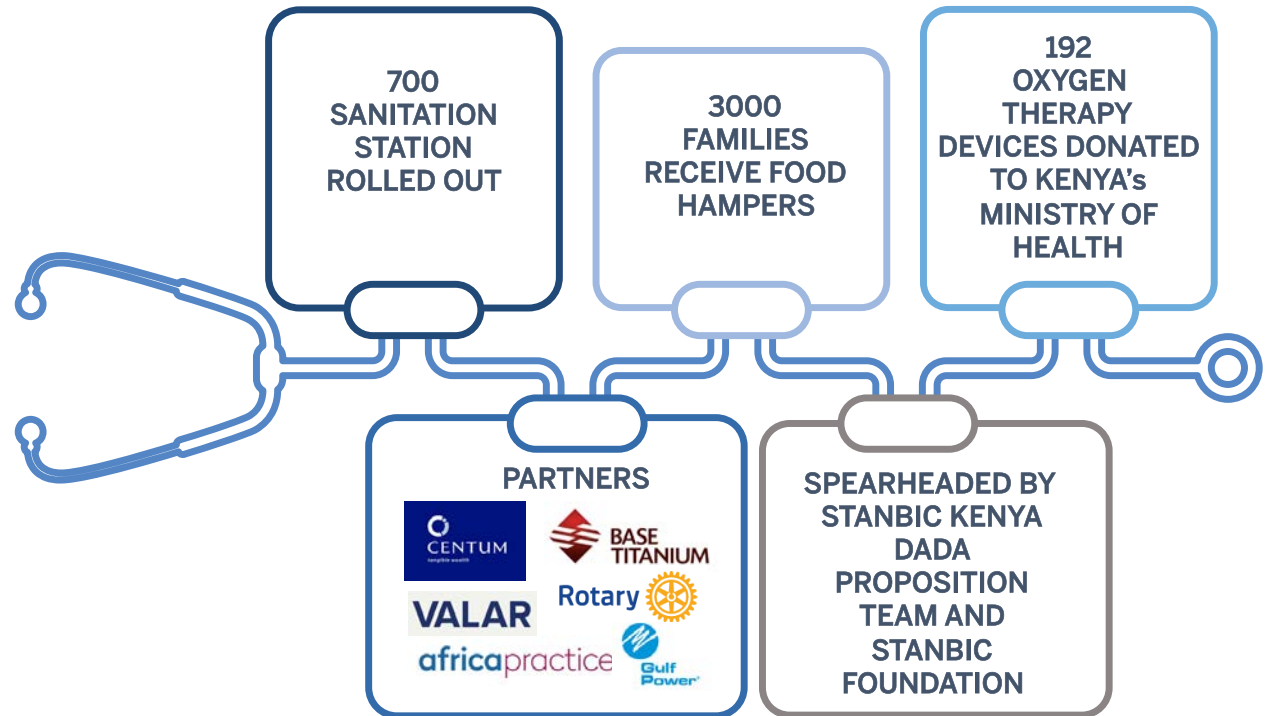 700
SANITATION
STATION
ROLLED OUT
3000
FAMILIES
RECEIVE FOOD
HAMPERS
192
OXYGEN
THERAPY
DEVICES DONATED
TO KENYA's
MINISTRY OF
HEALTH
PARTNERS
CENTUM
tangible wealth
BASE
TITANIUM
VALAR
Rotary
africapractice
Gulf
Power
SPEARHEADED BY
STANBIC KENYA
DADA
PROPOSITION
TEAM AND
STANBIC
FOUNDATION